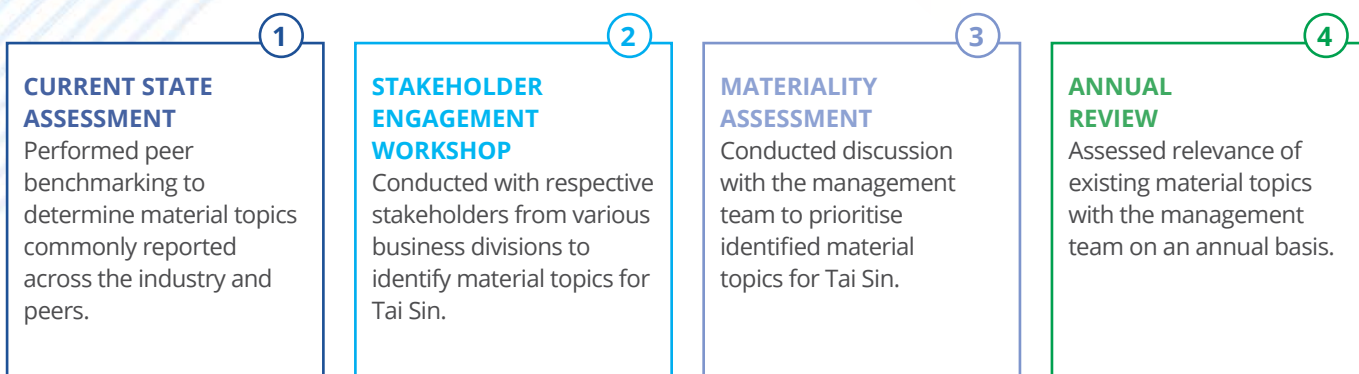 1
CURRENT STATE
ASSESSMENT
Performed peer
benchmarking to
determine material topics
commonly reported
across the industry and
peers.
2
STAKEHOLDER
ENGAGEMENT
WORKSHOP
Conducted with respective
stakeholders from various
business divisions to
identify material topics for
Tai Sin.
3
MATERIALITY
ASSESSMENT
Conducted discussion
with the management
team to prioritise
identified material
topics for Tai Sin.
4
ANNUAL
REVIEW
Assessed relevance of
existing material topics
with the management
team on an annual basis.